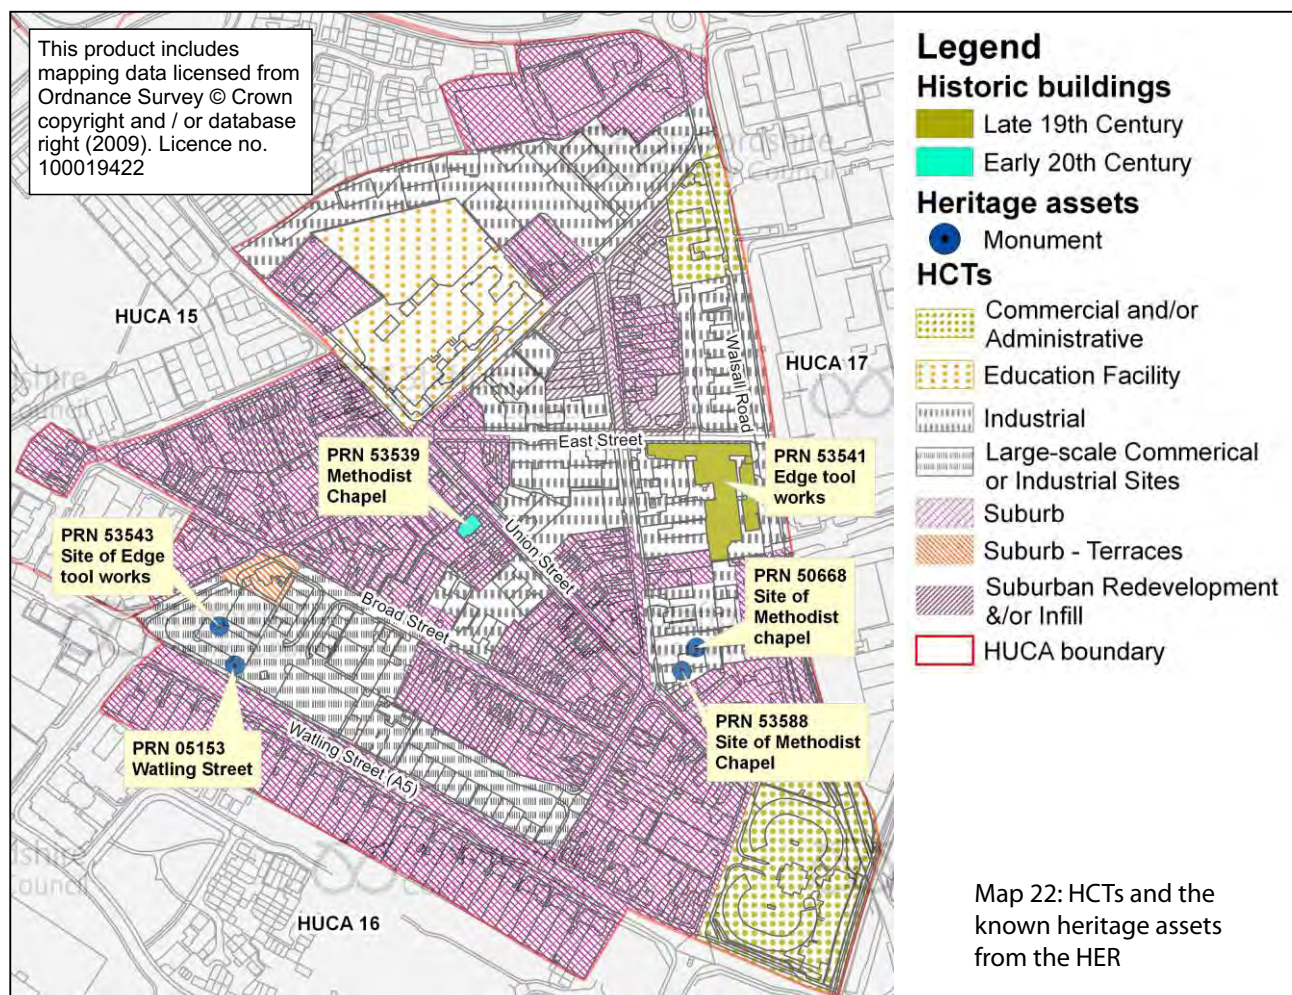 This product includes
mapping data licensed from
Ordnance Survey © Crown
copyright and / or database
right (2009). Licence no.
100019422
HUCA 15
HUCA 17
Walsall Road
East Street
PRN 53539
Methodist
Chapel
PRN 53541
Edge tool
works
PRN 53543
Site of Edge
tool works
Union Street
Broad Street
PRN 50668
Site of
Methodist
chapel
PRN 05153
Watling Street
Watling Street (A5)
PRN 53588
Site of Methodist
Chapel
HUCA 16
Legend
Historic buildings
Late 19th Century
Early 20th Century
Heritage assets
Monument
HCTs
Commercial and/or
Administrative
Education Facility
Industrial
Large-scale Commerical
or Industrial Sites
Suburb
Suburb - Terraces
Suburban Redevelopment
&/or Infill
HUCA boundary
Map 22: HCTs and the
known heritage assets
from the HER